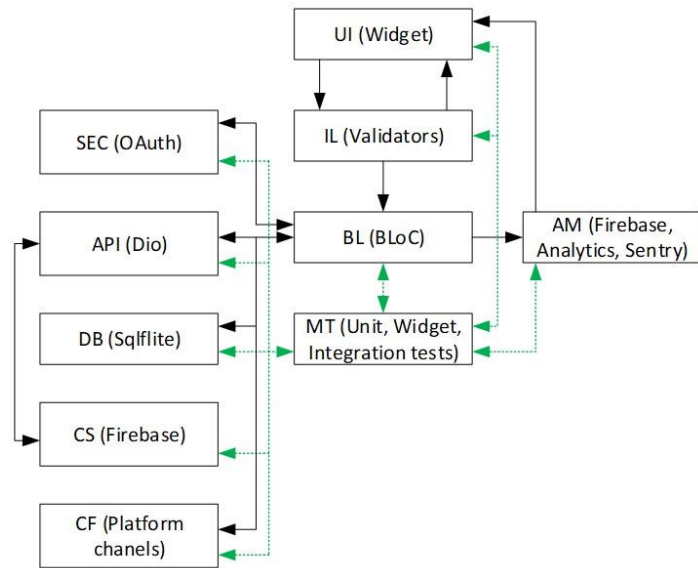 UI (Widget)
SEC (OAuth)
IL (Validators)
API (Dio)
BL (BLoC)
AM (Firebase,
Analytics, Sentry)
DB (Sqlflite)
MT (Unit, Widget,
Integration tests)
CS (Firebase)
CF (Platform
chanels)